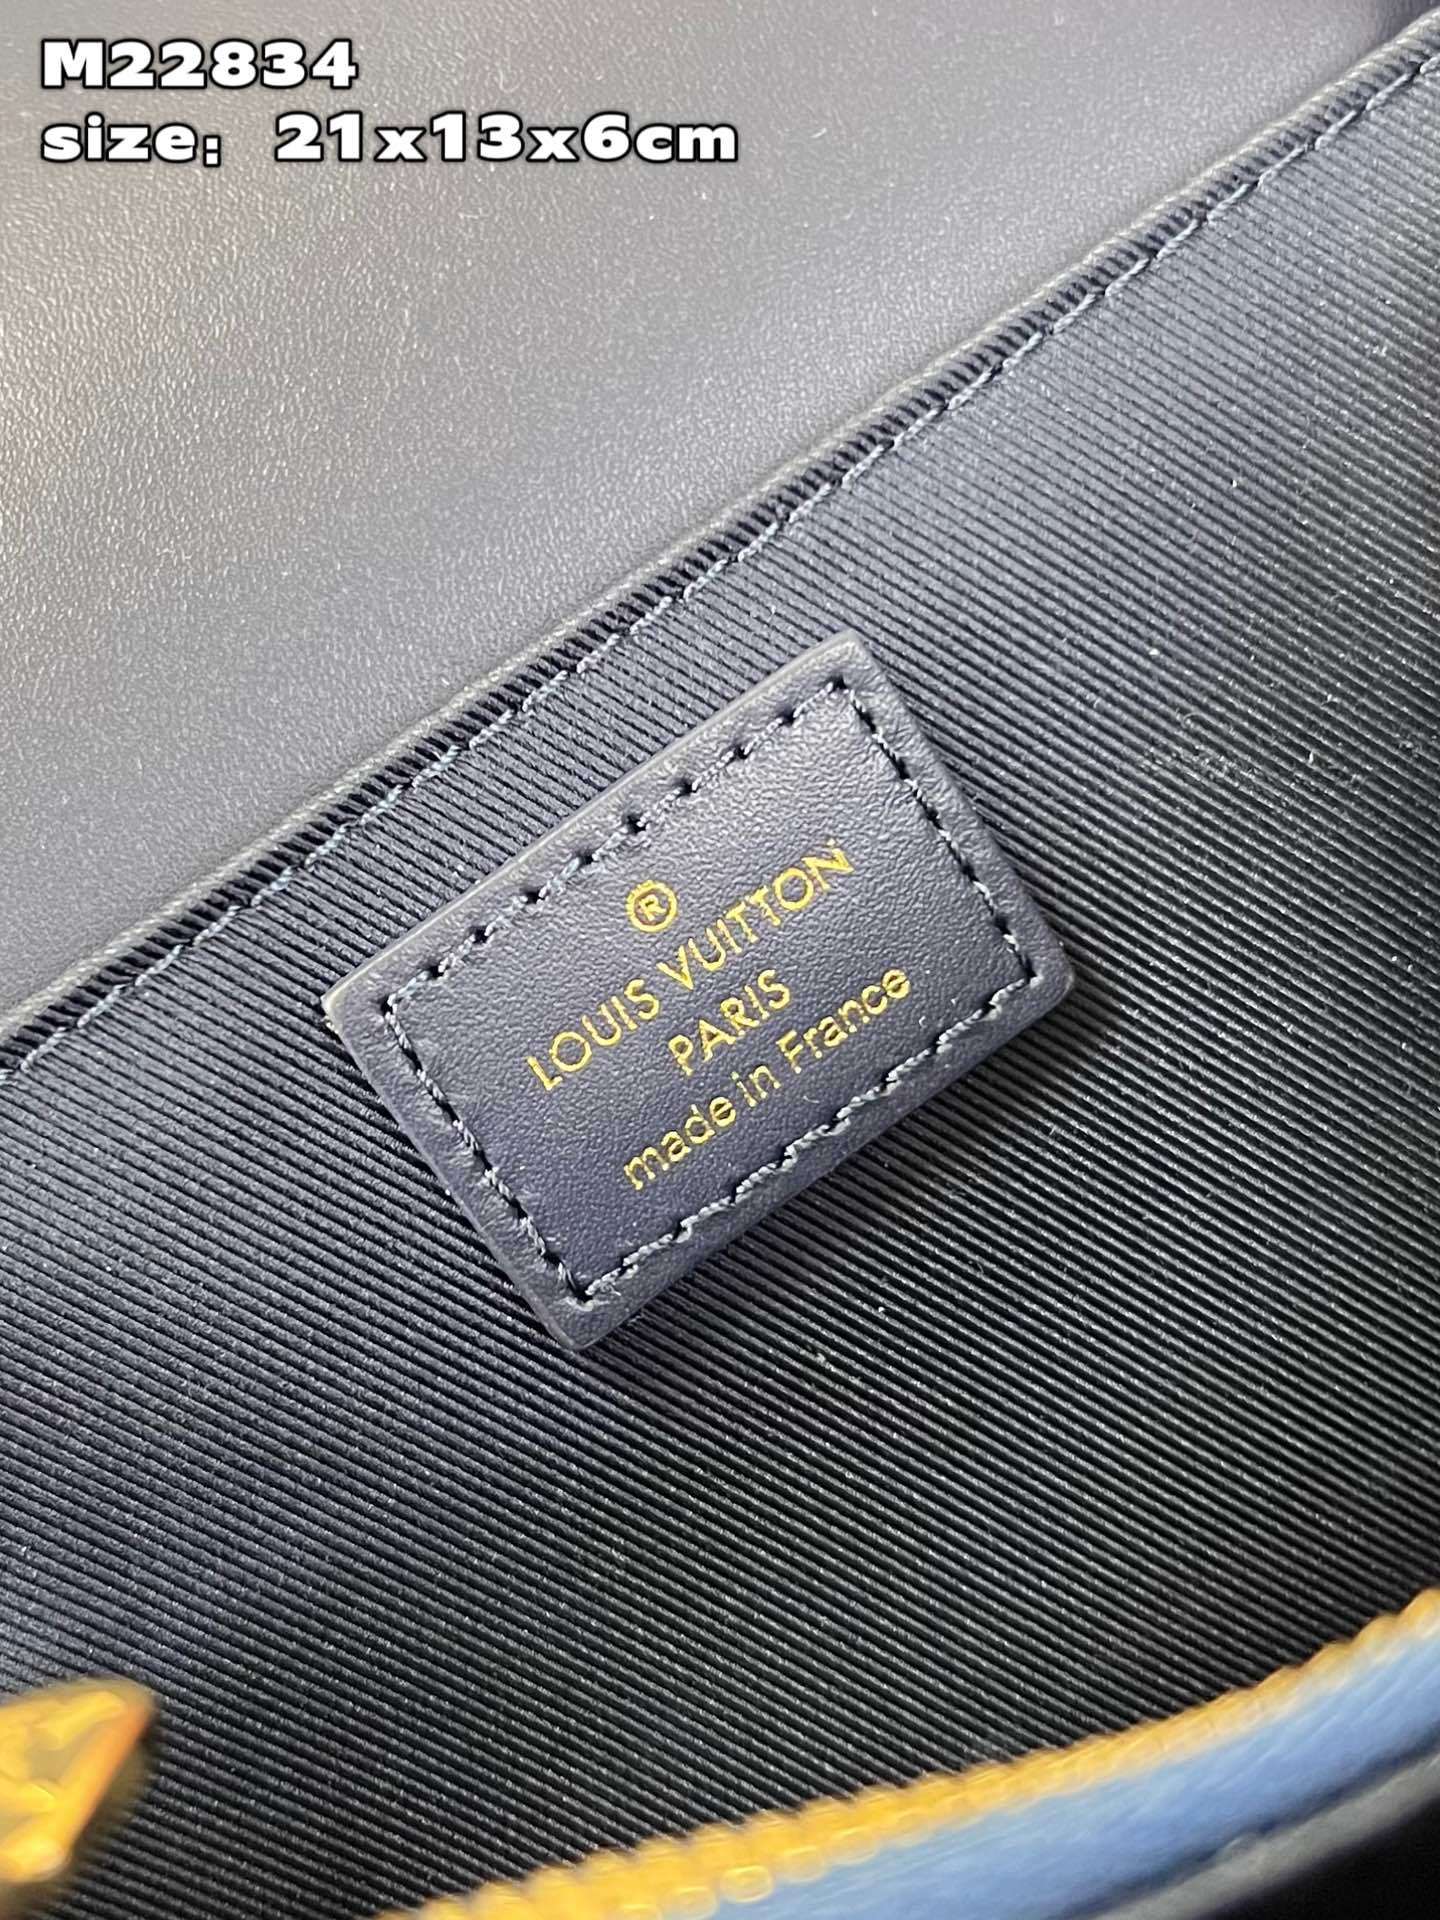 M22834
size: 21x13x6cm
®
LOUIS VUITTON
PARIS
made in France